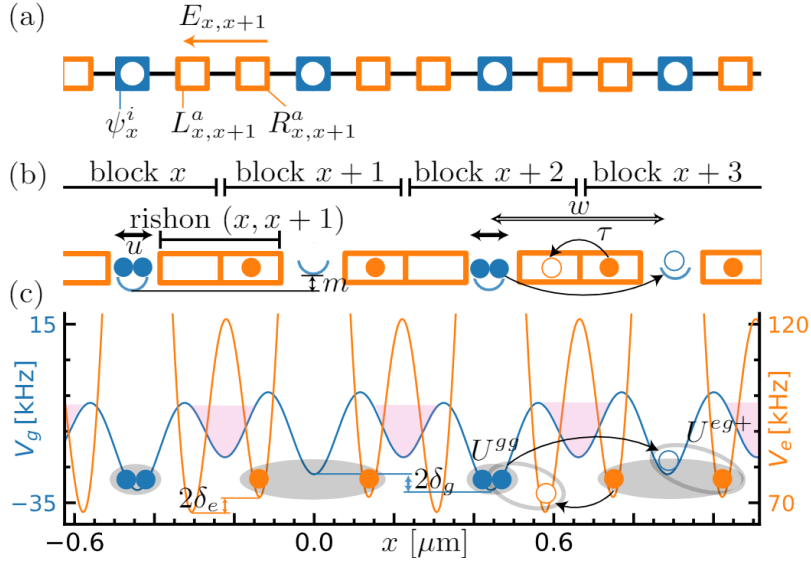 (a)
E_{x,x+1}
ψ_x^i L^a_{x,x+1} R^a_{x,x+1}
(b) block x block x + 1 block x + 2 block x + 3
rishon (x, x + 1) w
u τ
m
(c)
15 120
U^{gg} U^{eg+}
V_g [kHz] V_e [kHz]
2δ_e 2δ_g
−35 70
−0.6 0.0 x [μm] 0.6